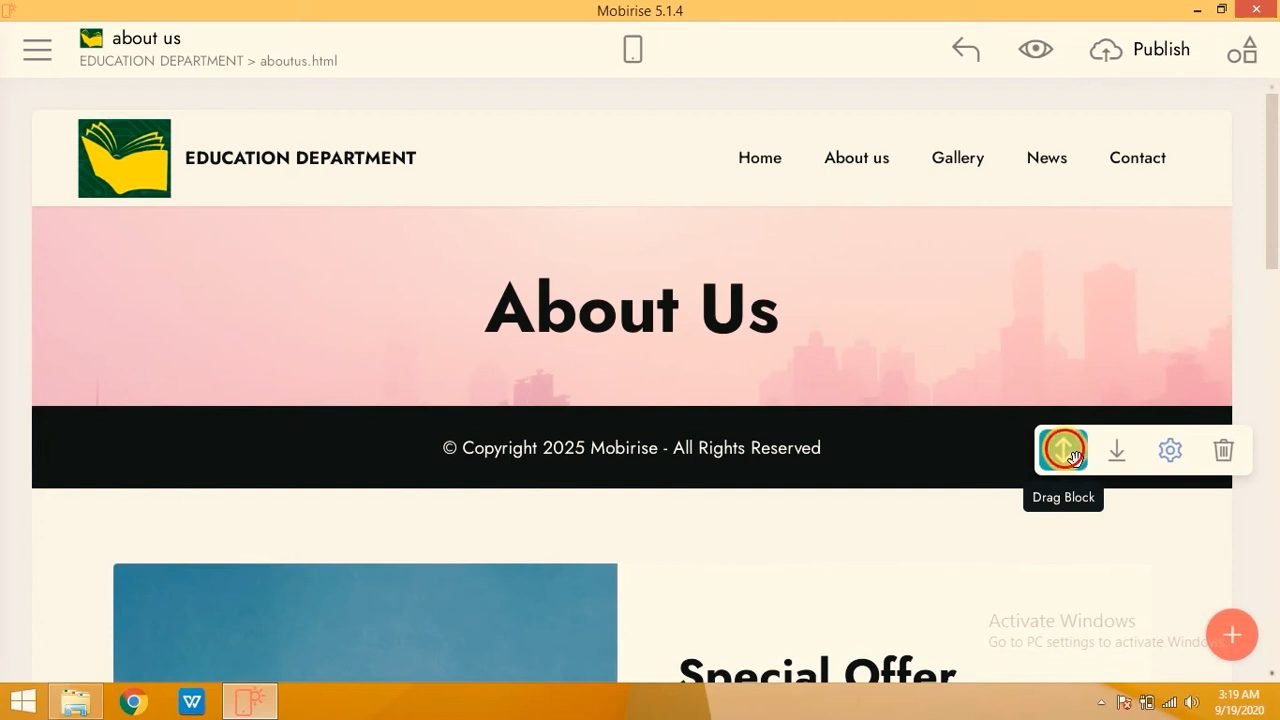 Mobirise 5.1.4
about us
EDUCATION DEPARTMENT > aboutus.html
Publish
EDUCATION DEPARTMENT
Home
About us
Gallery
News
Contact
About Us
© Copyright 2025 Mobirise - All Rights Reserved
Drag Block
Special Offer
Activate Windows
Go to PC settings to activate Windows.
3:19 AM
9/19/2020